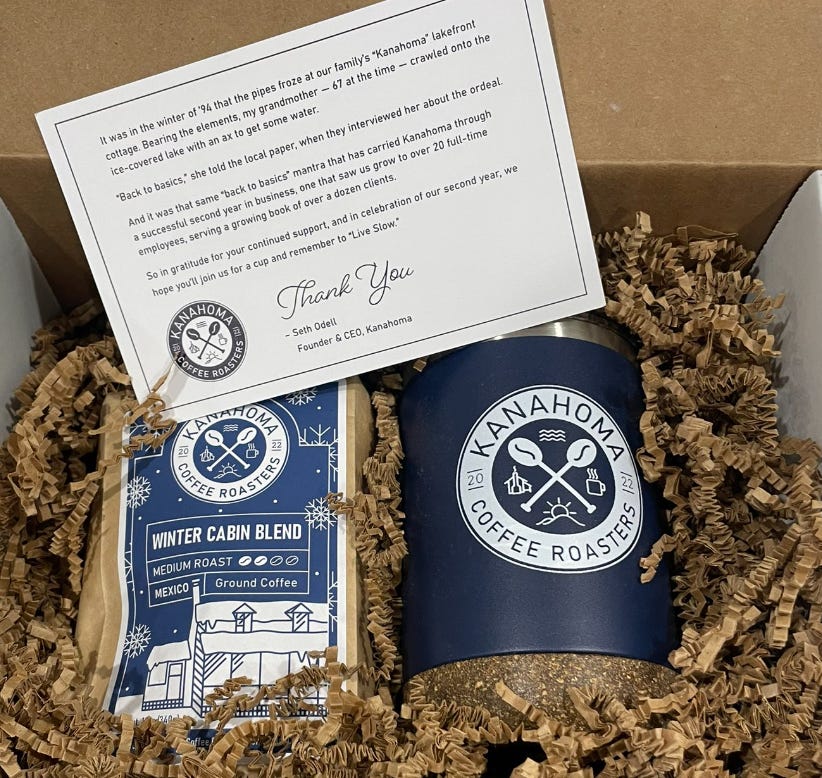 It was in the winter of '94 that the pipes froze at our family's "Kanahoma" lakefront
cottage. Bearing the elements, my grandmother — 67 at the time — crawled onto the
ice-covered lake with an ax to get some water.
"Back to basics," she told the local paper, when they interviewed her about the ordeal.
And it was that same "back to basics" mantra that has carried Kanahoma through
a successful second year in business, one that saw us grow to over 20 full-time
employees, serving a growing book of over a dozen clients.
So in gratitude for your continued support, and in celebration of our second year, we
hope you'll join us for a cup and remember to "Live Slow."
Thank You
- Seth Odell
Founder & CEO, Kanahoma
KANAHOMA
COFFEE ROASTERS
KANAHOMA
20 22
COFFEE ROASTERS
WINTER CABIN BLEND
MEDIUM ROAST
MEXICO
Ground Coffee
KANAHOMA
20 22
COFFEE ROASTERS